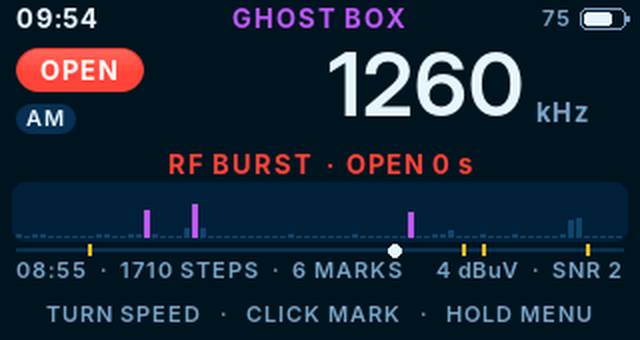 09:54 GHOST BOX 75
OPEN
1260 kHz
AM
RF BURST · OPEN 0 s
08:55 · 1710 STEPS · 6 MARKS 4 dBuV · SNR 2
TURN SPEED · CLICK MARK · HOLD MENU